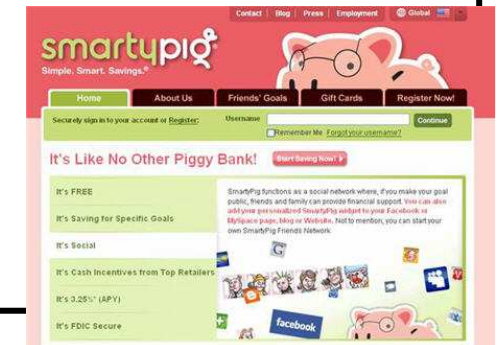 Contact | Blog | Press | Employment
Global
smartypig
Simple. Smart. Savings.®
Home
About Us
Friends' Goals
Gift Cards
Register Now!
Securely sign in to your account or Register:
Username
Continue
Remember Me Forgot your username?
It's Like No Other Piggy Bank!
Start Saving Now!
It's FREE
It's Saving for Specific Goals
It's Social
It's Cash Incentives from Top Retailers
It's 3.25%* (APY)
It's FDIC Secure
SmartyPig functions as a social network where, if you make your goal
public, friends and family can provide financial support. You can also
add your personalized SmartyPig widget to your Facebook or
MySpace page, blog or Website. Not to mention, you can start your
own SmartyPig Friends Network.
G
facebook